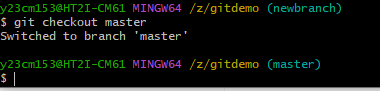 y23cm153@HT2I-CM61 MINGW64 /z/gitdemo (newbranch)
$ git checkout master
Switched to branch 'master'
y23cm153@HT2I-CM61 MINGW64 /z/gitdemo (master)
$